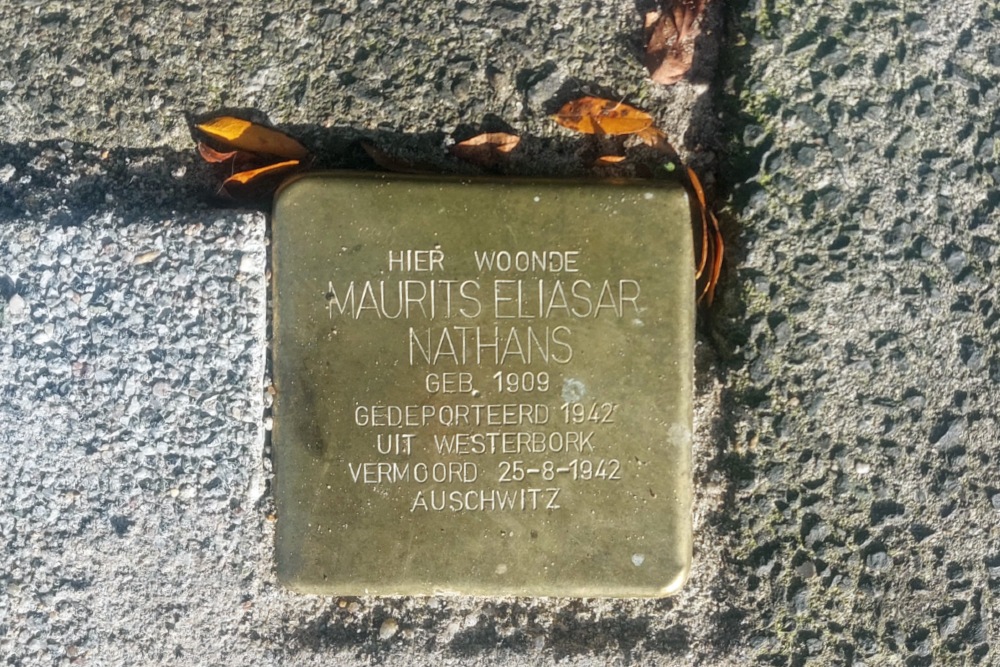 HIER WOONDE
MAURITS ELIASAR
NATHANS
GEB. 1909
GEDEPORTEERD 1942
UIT WESTERBORK
VERMOORD 25-8-1942
AUSCHWITZ